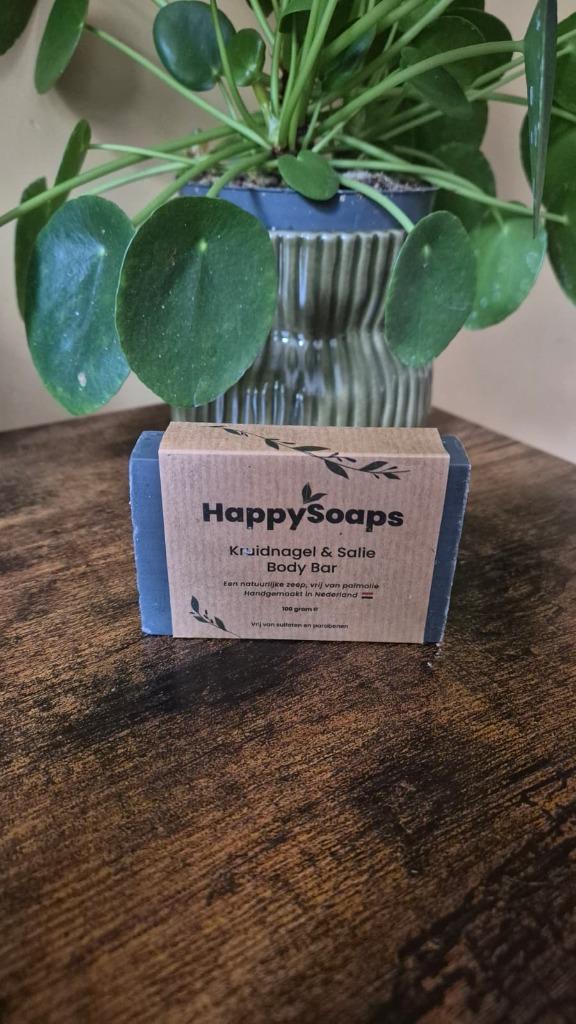 HappySoaps
Kruidnagel & Salie
Body Bar
Een natuurlijke zeep, vrij van palmolie
Handgemaakt in Nederland
100 gram e
Vrij van sulfaten en parabenen